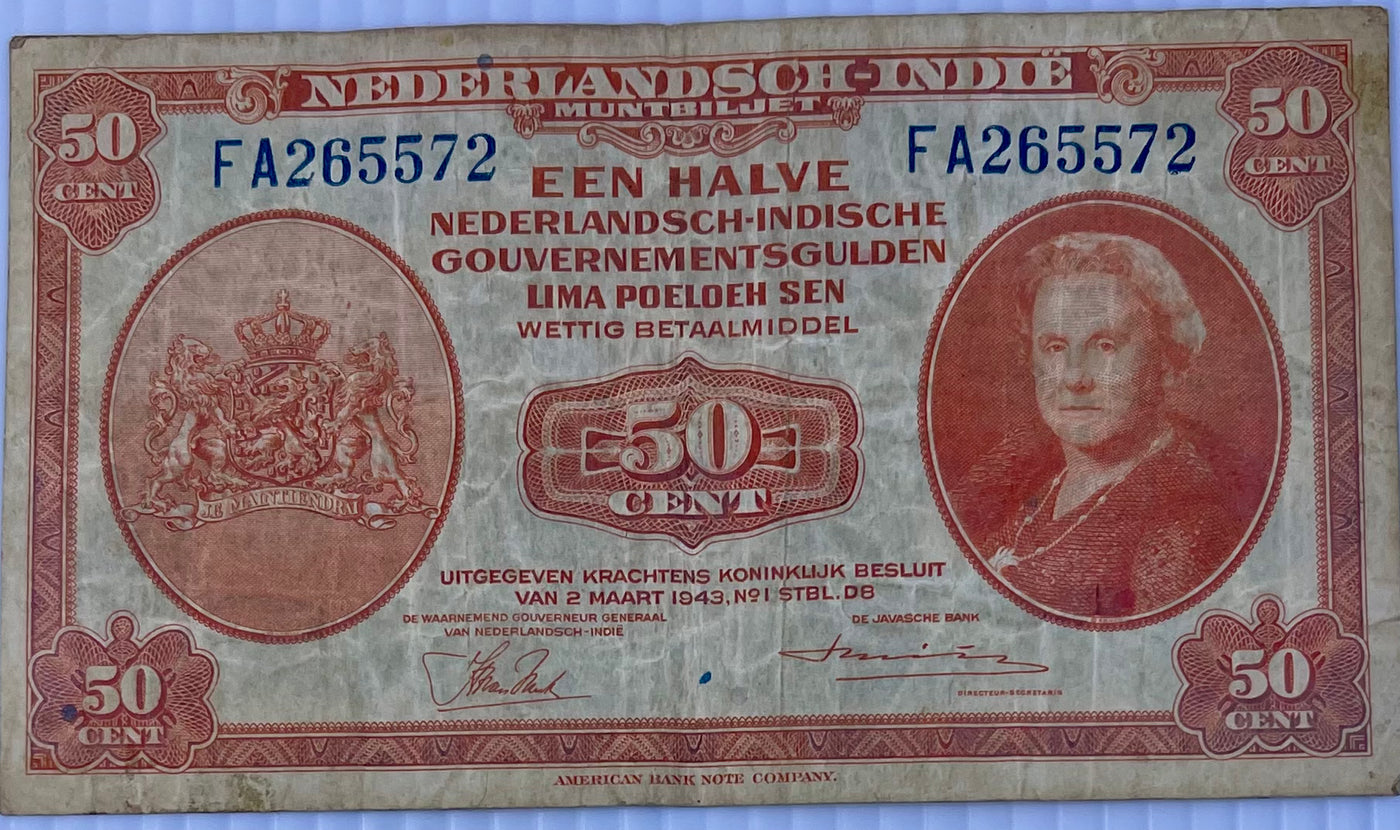 NEDERLANDSCH-INDIË
MUNTBILJET
50
CENT
50
CENT
FA265572
FA265572
EEN HALVE
NEDERLANDSCH-INDISCHE
GOUVERNEMENTSGULDEN
LIMA POELOEH SEN
WETTIG BETAALMIDDEL
50
CENT
JE MAINTIENDRAI
UITGEGEVEN KRACHTENS KONINKLIJK BESLUIT
VAN 2 MAART 1943, No 1 STBL. D8
DE WAARNEMEND GOUVERNEUR GENERAAL
VAN NEDERLANDSCH-INDIË
DE JAVASCHE BANK
DIRECTEUR-SECRETARIS
50
CENT
50
CENT
AMERICAN BANK NOTE COMPANY.